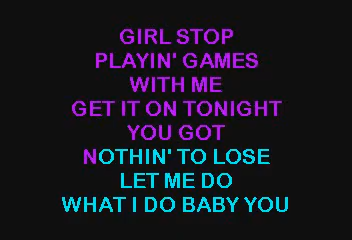 GIRL STOP
PLAYIN' GAMES
WITH ME
GET IT ON TONIGHT
YOU GOT
NOTHIN' TO LOSE
LET ME DO
WHAT I DO BABY YOU